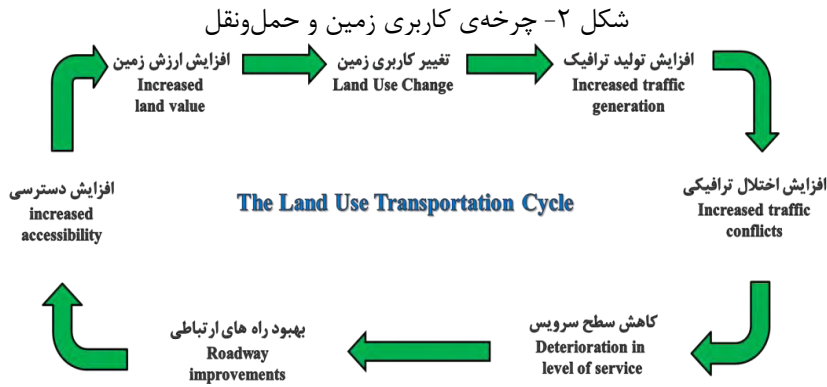 شکل ۲- چرخه‌ی کاربری زمین و حمل‌ونقل
افزایش ارزش زمین
Increased
land value
تغییر کاربری زمین
Land Use Change
افزایش تولید ترافیک
Increased traffic
generation
افزایش اختلال ترافیکی
Increased traffic
conflicts
کاهش سطح سرویس
Deterioration in
level of service
بهبود راه های ارتباطی
Roadway
improvements
افزایش دسترسی
increased
accessibility
The Land Use Transportation Cycle